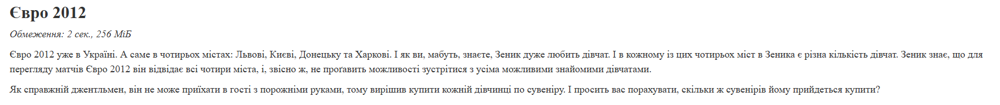 Євро 2012
Обмеження: 2 сек., 256 МіБ
Євро 2012 уже в Україні. А саме в чотирьох містах: Львові, Києві, Донецьку та Харкові. І як ви, мабуть, знаєте, Зеник дуже любить дівчат. І в кожному із цих чотирьох міст в Зеника є різна кількість дівчат. Зеник знає, що для
перегляду матчів Євро 2012 він відвідає всі чотири міста, і, звісно ж, не проґавить можливості зустрітися з усіма можливими знайомими дівчатами.
Як справжній джентльмен, він не може приїхати в гості з порожніми руками, тому вирішив купити кожній дівчинці по сувеніру. І просить вас порахувати, скільки ж сувенірів йому прийдеться купити?